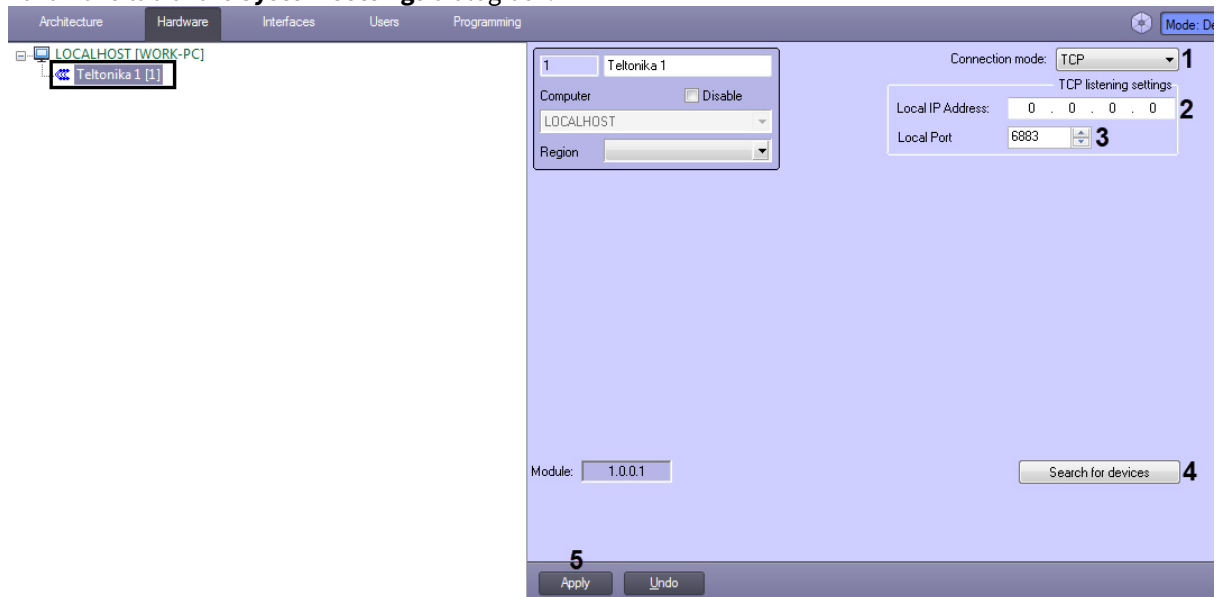 Architecture Hardware Interfaces Users Programming Mode: De
LOCALHOST [WORK-PC]
Teltonika 1 [1]
1 Teltonika 1
Computer Disable
LOCALHOST
Region
Connection mode: TCP 1
TCP listening settings
Local IP Address: 0 . 0 . 0 . 0 2
Local Port 6883 3
Module: 1.0.0.1
Search for devices 4
5
Apply Undo